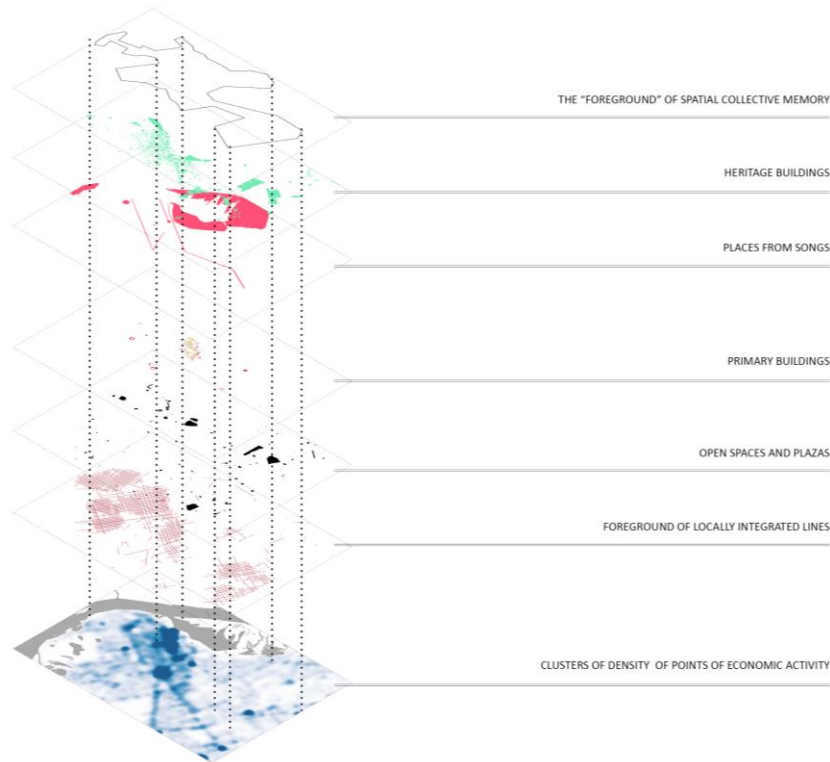 THE “FOREGROUND” OF SPATIAL COLLECTIVE MEMORY
HERITAGE BUILDINGS
PLACES FROM SONGS
PRIMARY BUILDINGS
OPEN SPACES AND PLAZAS
FOREGROUND OF LOCALLY INTEGRATED LINES
CLUSTERS OF DENSITY OF POINTS OF ECONOMIC ACTIVITY